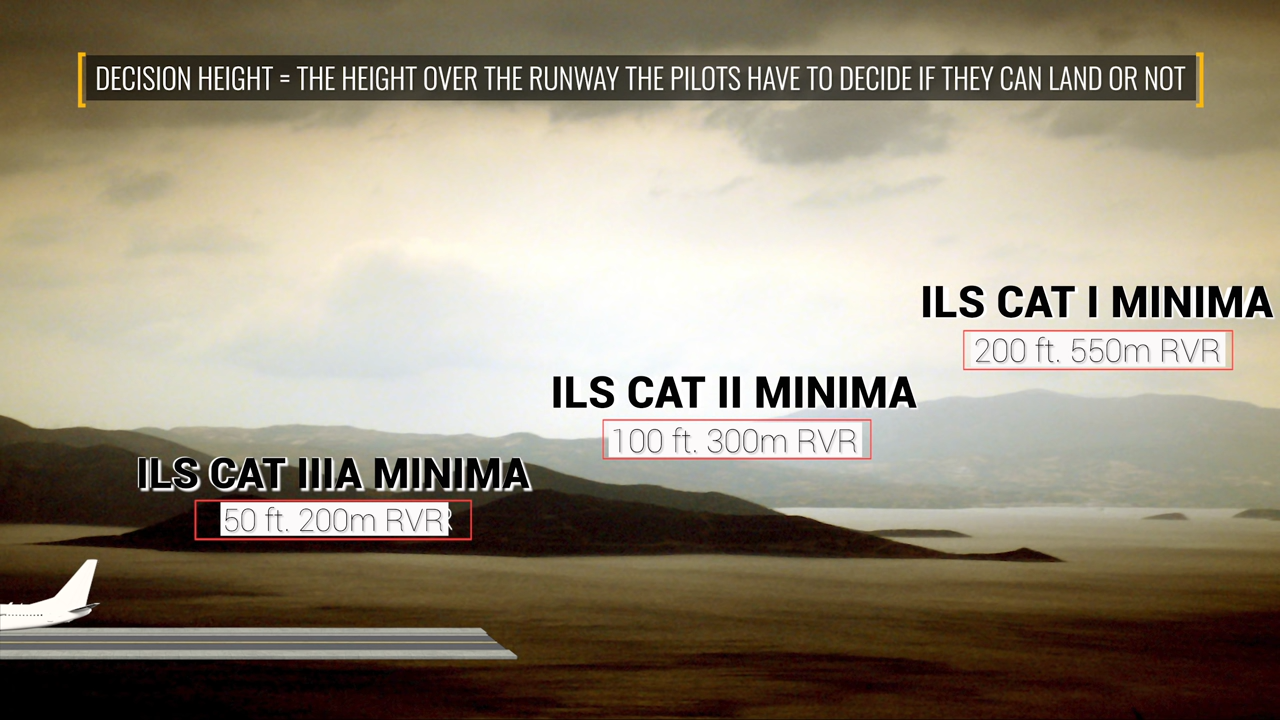 DECISION HEIGHT = THE HEIGHT OVER THE RUNWAY THE PILOTS HAVE TO DECIDE IF THEY CAN LAND OR NOT
ILS CAT I MINIMA
200 ft. 550m RVR
ILS CAT II MINIMA
100 ft. 300m RVR
ILS CAT IIIA MINIMA
50 ft. 200m RVR